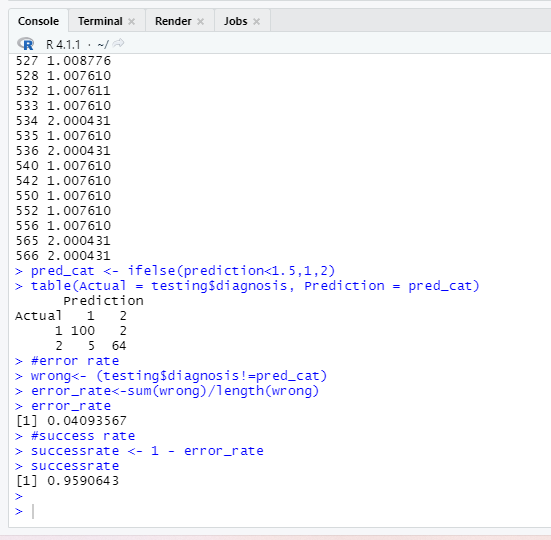 Console Terminal × Render × Jobs ×
R R 4.1.1 · ~/
527 1.008776
528 1.007610
532 1.007611
533 1.007610
534 2.000431
535 1.007610
536 2.000431
540 1.007610
542 1.007610
550 1.007610
552 1.007610
556 1.007610
565 2.000431
566 2.000431
> pred_cat <- ifelse(prediction<1.5,1,2)
> table(Actual = testing$diagnosis, Prediction = pred_cat)
      Prediction
Actual   1   2
     1 100   2
     2   5  64
> #error rate
> wrong<- (testing$diagnosis!=pred_cat)
> error_rate<-sum(wrong)/length(wrong)
> error_rate
[1] 0.04093567
> #success rate
> successrate <- 1 - error_rate
> successrate
[1] 0.9590643
>
>